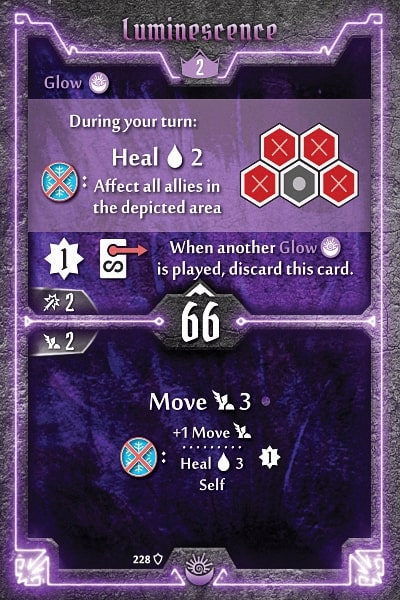 Luminescence
2
Glow
During your turn:
Heal 2
: Affect all allies in
the depicted area
1
When another Glow
is played, discard this card.
2
66
2
Move 3
+1 Move
:
Heal 3
1
Self
228